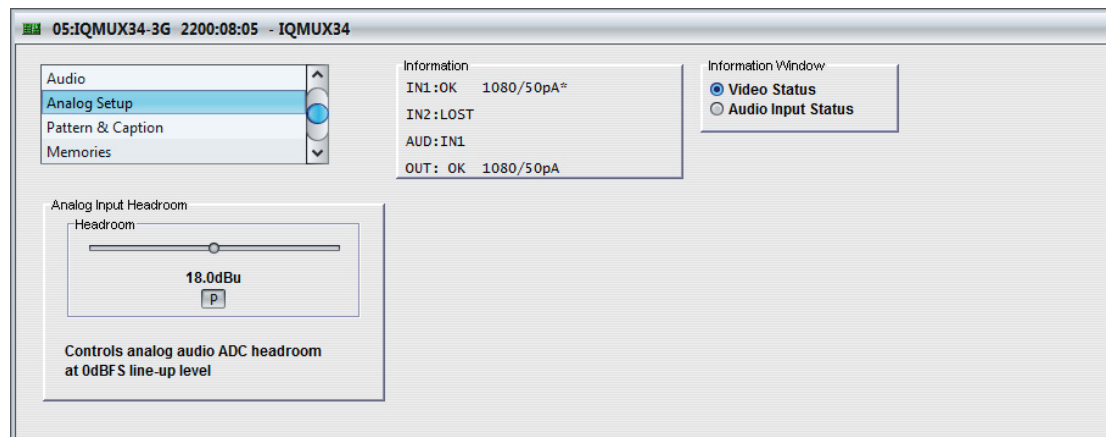 05:IQMUX34-3G 2200:08:05 - IQMUX34
Audio
Analog Setup
Pattern & Caption
Memories
Information
IN1:OK 1080/50pA*
IN2:LOST
AUD:IN1
OUT: OK 1080/50pA
Information Window
Video Status
Audio Input Status
Analog Input Headroom
Headroom
18.0dBu
P
Controls analog audio ADC headroom
at 0dBFS line-up level